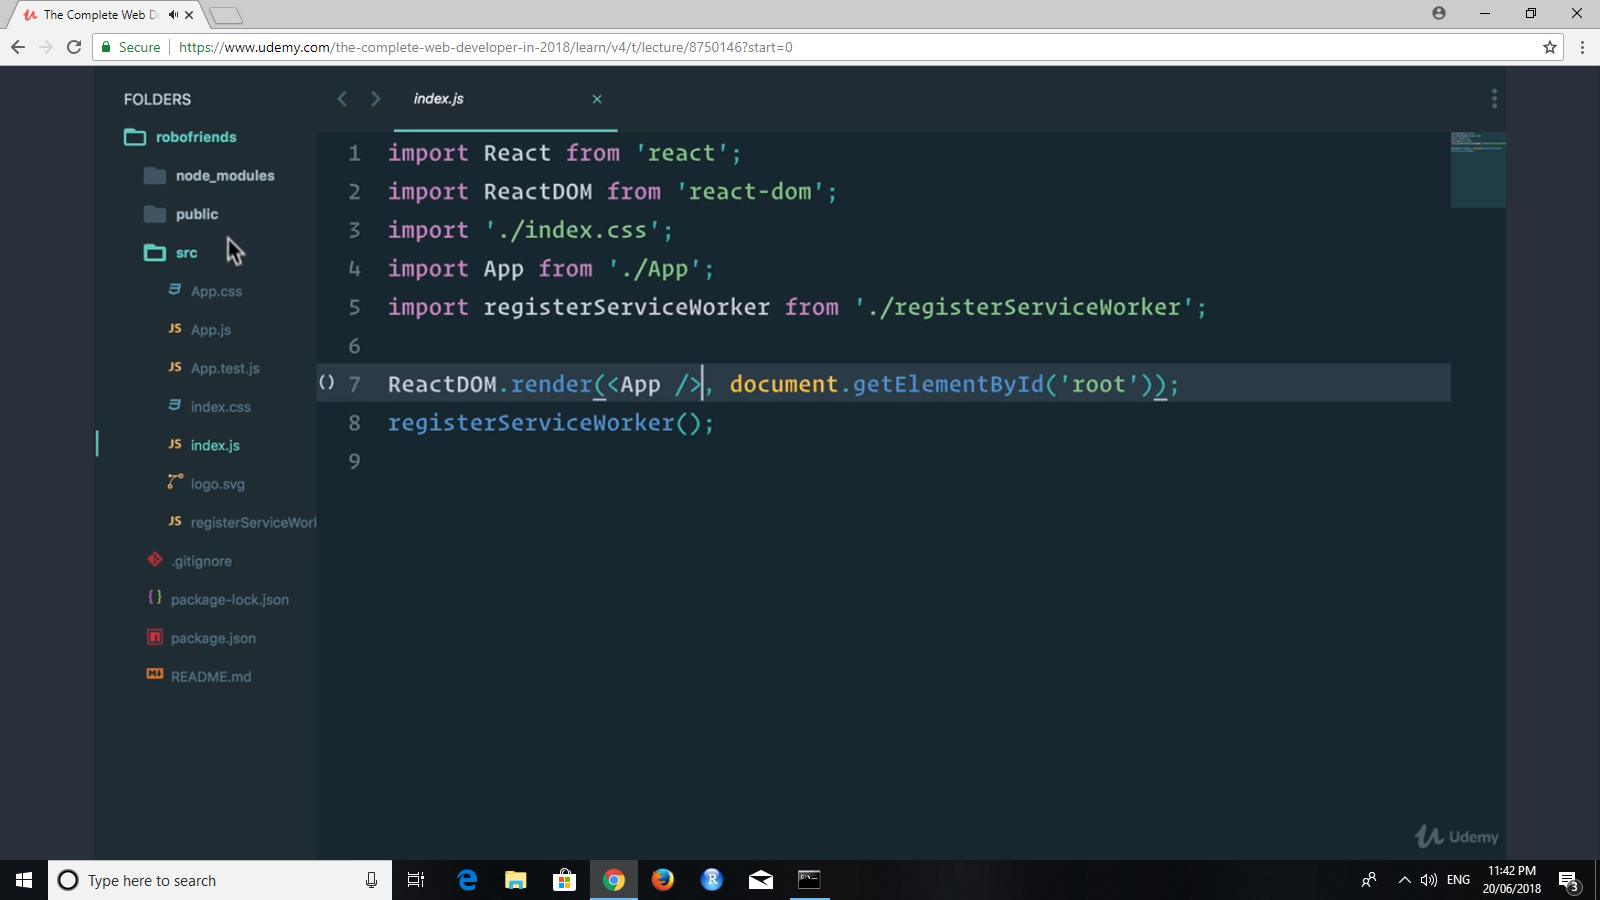 The Complete Web D
Secure
https://www.udemy.com/the-complete-web-developer-in-2018/learn/v4/t/lecture/8750146?start=0
FOLDERS
robofriends
node_modules
public
src
App.css
App.js
App.test.js
index.css
index.js
logo.svg
registerServiceWork
.gitignore
package-lock.json
package.json
README.md
index.js
1 import React from 'react';
2 import ReactDOM from 'react-dom';
3 import './index.css';
4 import App from './App';
5 import registerServiceWorker from './registerServiceWorker';
6
() 7 ReactDOM.render(<App />, document.getElementById('root'));
8 registerServiceWorker();
9
Udemy
Type here to search
ENG
11:42 PM
20/06/2018
3